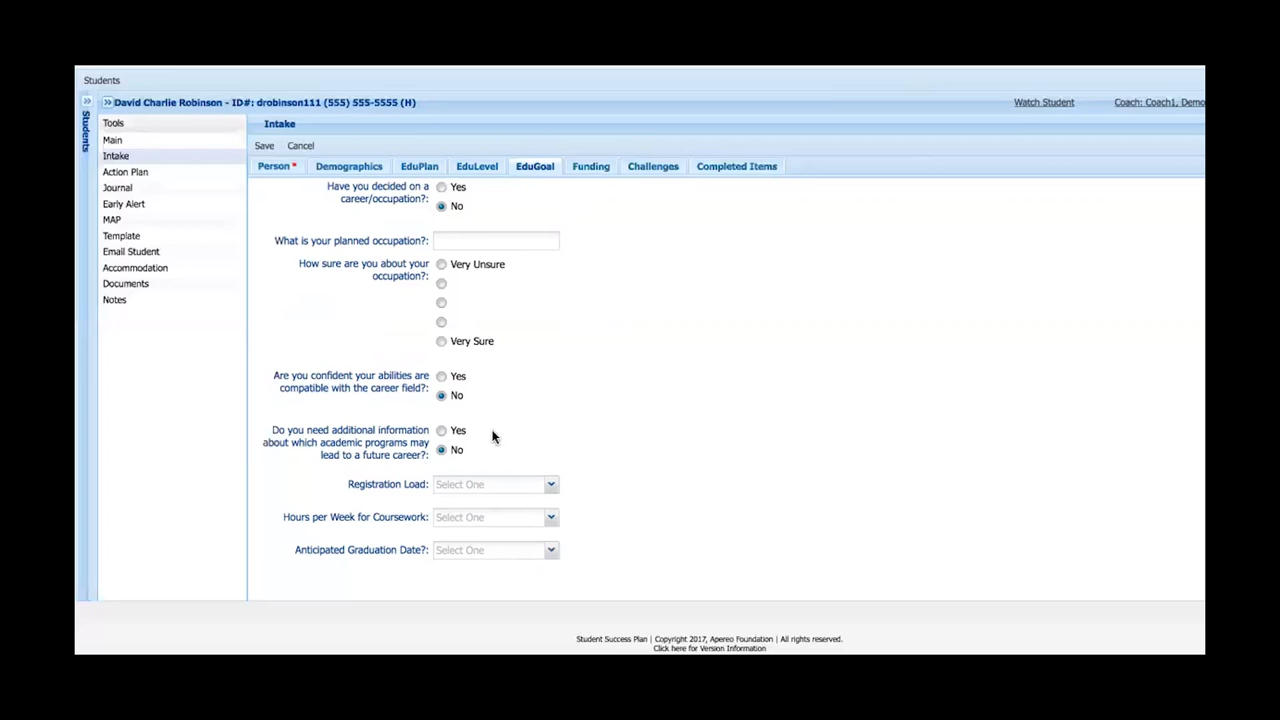 Students
David Charlie Robinson - ID#: drobinson111 (555) 555-5555 (H)
Watch Student
Coach: Coach1, Demo
Students
Tools
Main
Intake
Action Plan
Journal
Early Alert
MAP
Template
Email Student
Accommodation
Documents
Notes
Intake
Save Cancel
Person * Demographics EduPlan EduLevel EduGoal Funding Challenges Completed Items
Have you decided on a
career/occupation?:
Yes
No
What is your planned occupation?:
How sure are you about your
occupation?:
Very Unsure
Very Sure
Are you confident your abilities are
compatible with the career field?:
Yes
No
Do you need additional information
about which academic programs may
lead to a future career?:
Yes
No
Registration Load: Select One
Hours per Week for Coursework: Select One
Anticipated Graduation Date?: Select One
Student Success Plan | Copyright 2017, Apereo Foundation | All rights reserved.
Click here for Version Information